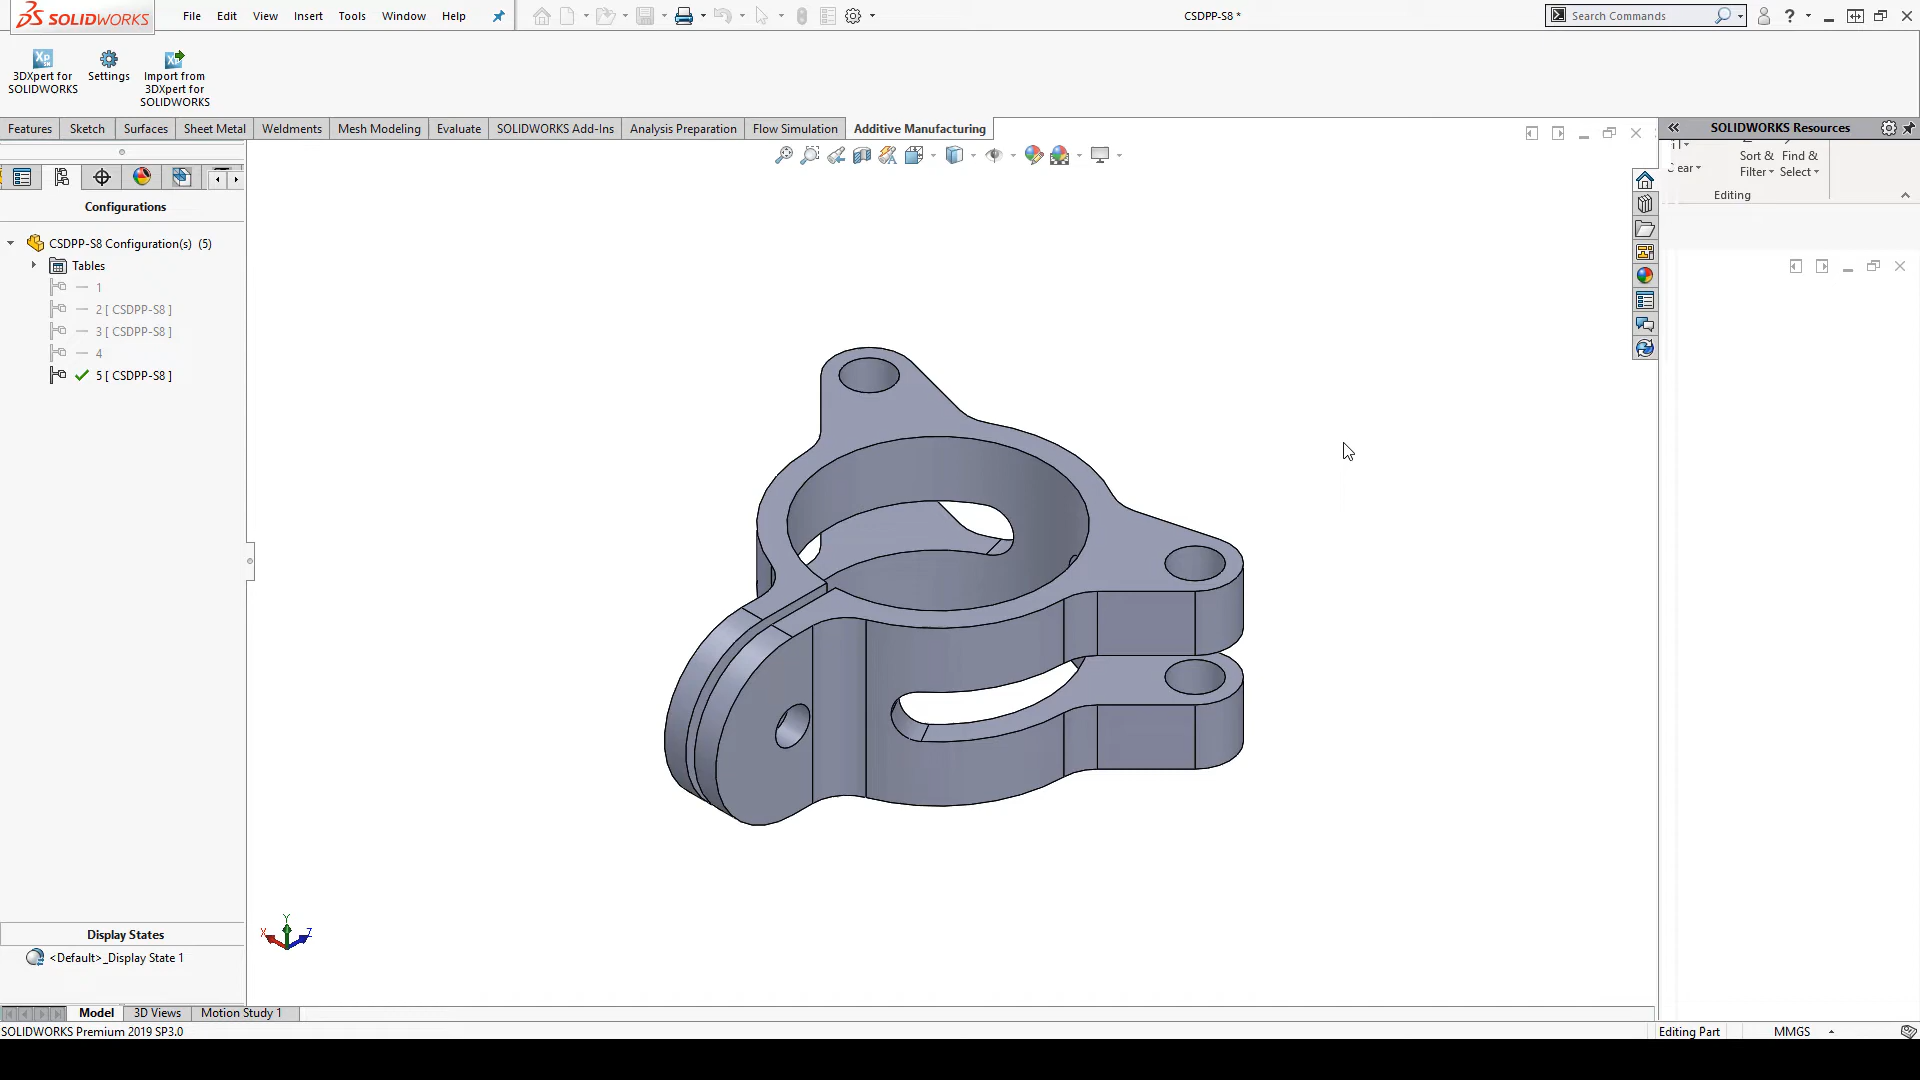 SOLIDWORKS
File Edit View Insert Tools Window Help
CSDPP-S8 *
Search Commands
3DXpert for
SOLIDWORKS
Settings
Import from
3DXpert for
SOLIDWORKS
Features Sketch Surfaces Sheet Metal Weldments Mesh Modeling Evaluate SOLIDWORKS Add-Ins Analysis Preparation Flow Simulation Additive Manufacturing
SOLIDWORKS Resources
Sort & Find &
Filter Select
Editing
Configurations
CSDPP-S8 Configuration(s) (5)
Tables
1
2 [ CSDPP-S8 ]
3 [ CSDPP-S8 ]
4
5 [ CSDPP-S8 ]
Y
X Z
Display States
<Default>_Display State 1
Model 3D Views Motion Study 1
SOLIDWORKS Premium 2019 SP3.0
Editing Part MMGS